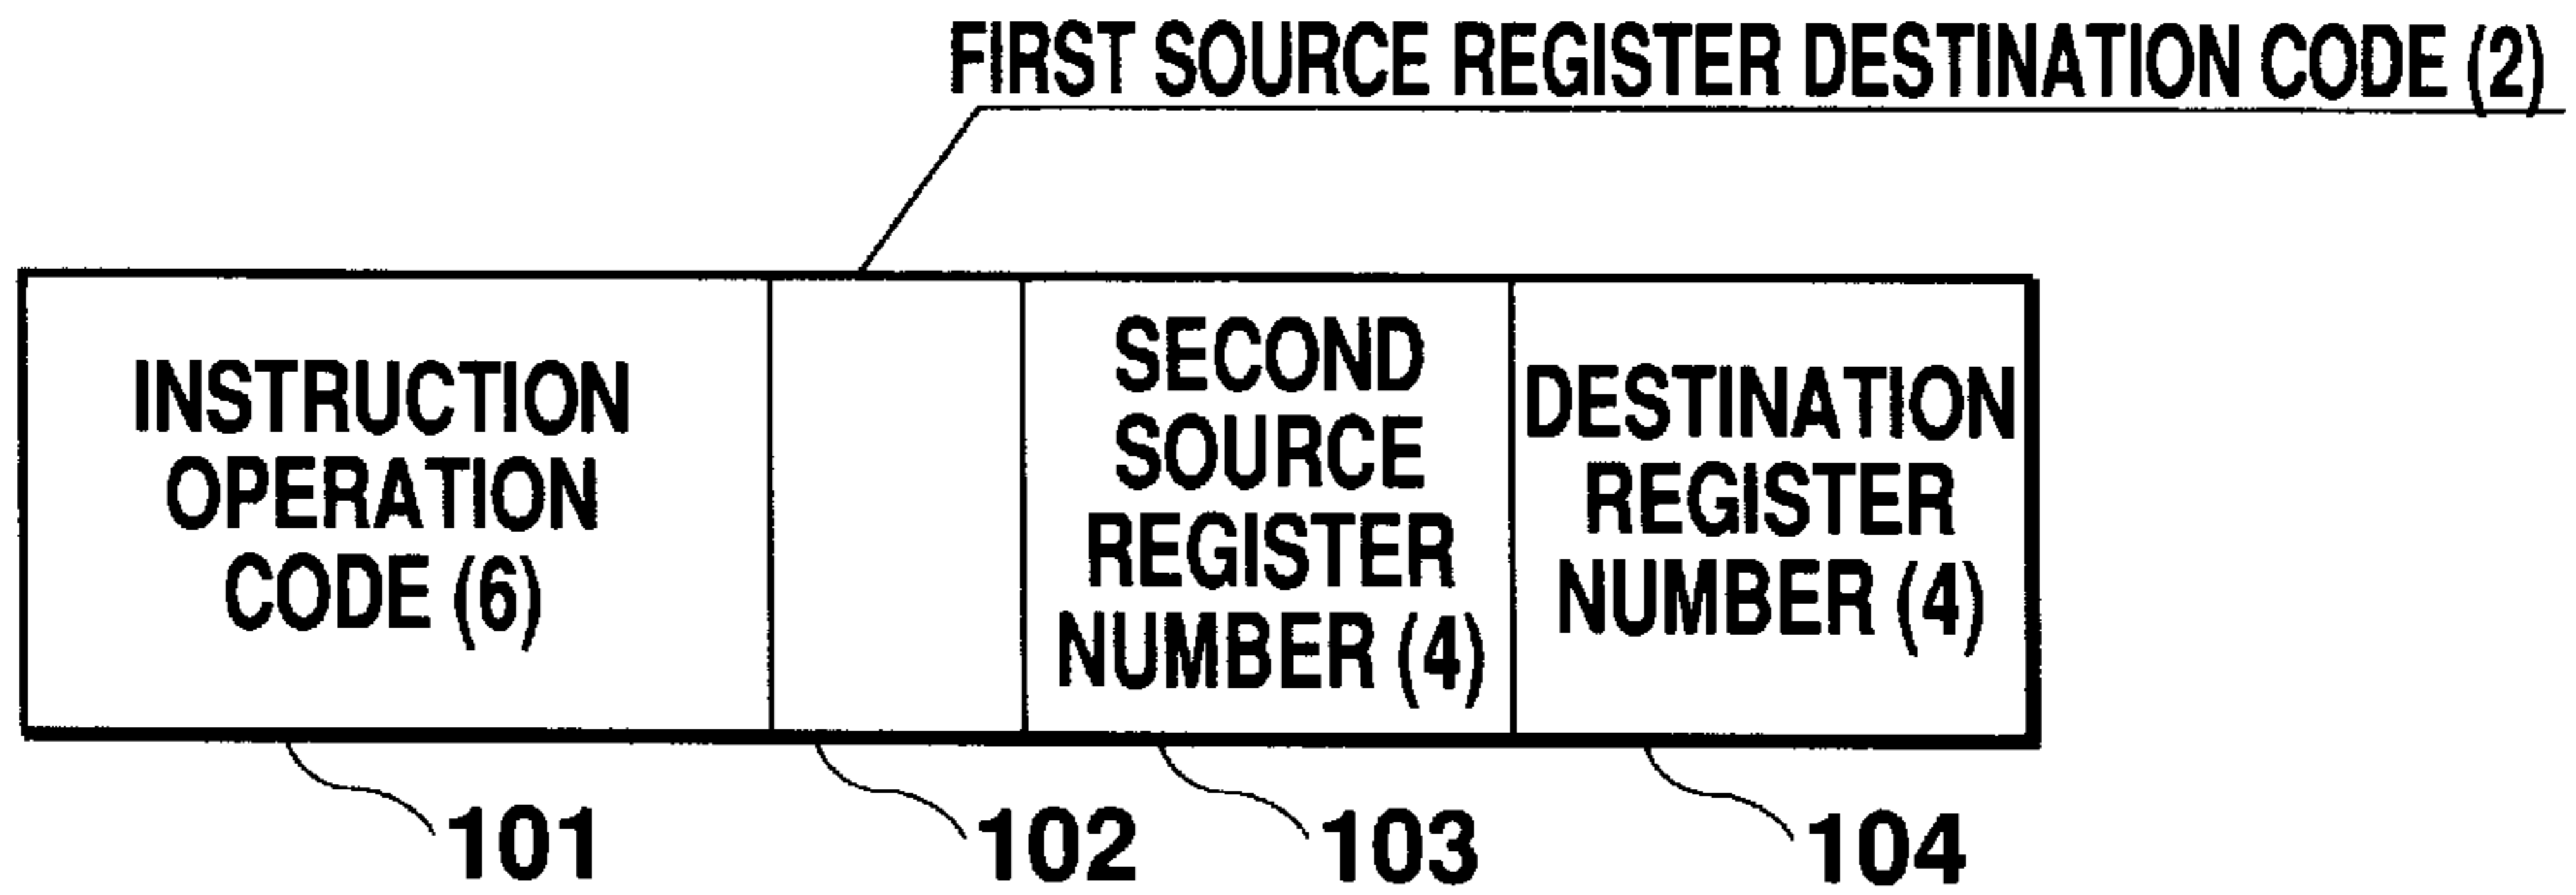 FIRST SOURCE REGISTER DESTINATION CODE (2)
INSTRUCTION
OPERATION
CODE (6)
SECOND
SOURCE
REGISTER
NUMBER (4)
DESTINATION
REGISTER
NUMBER (4)
101
102
103
104